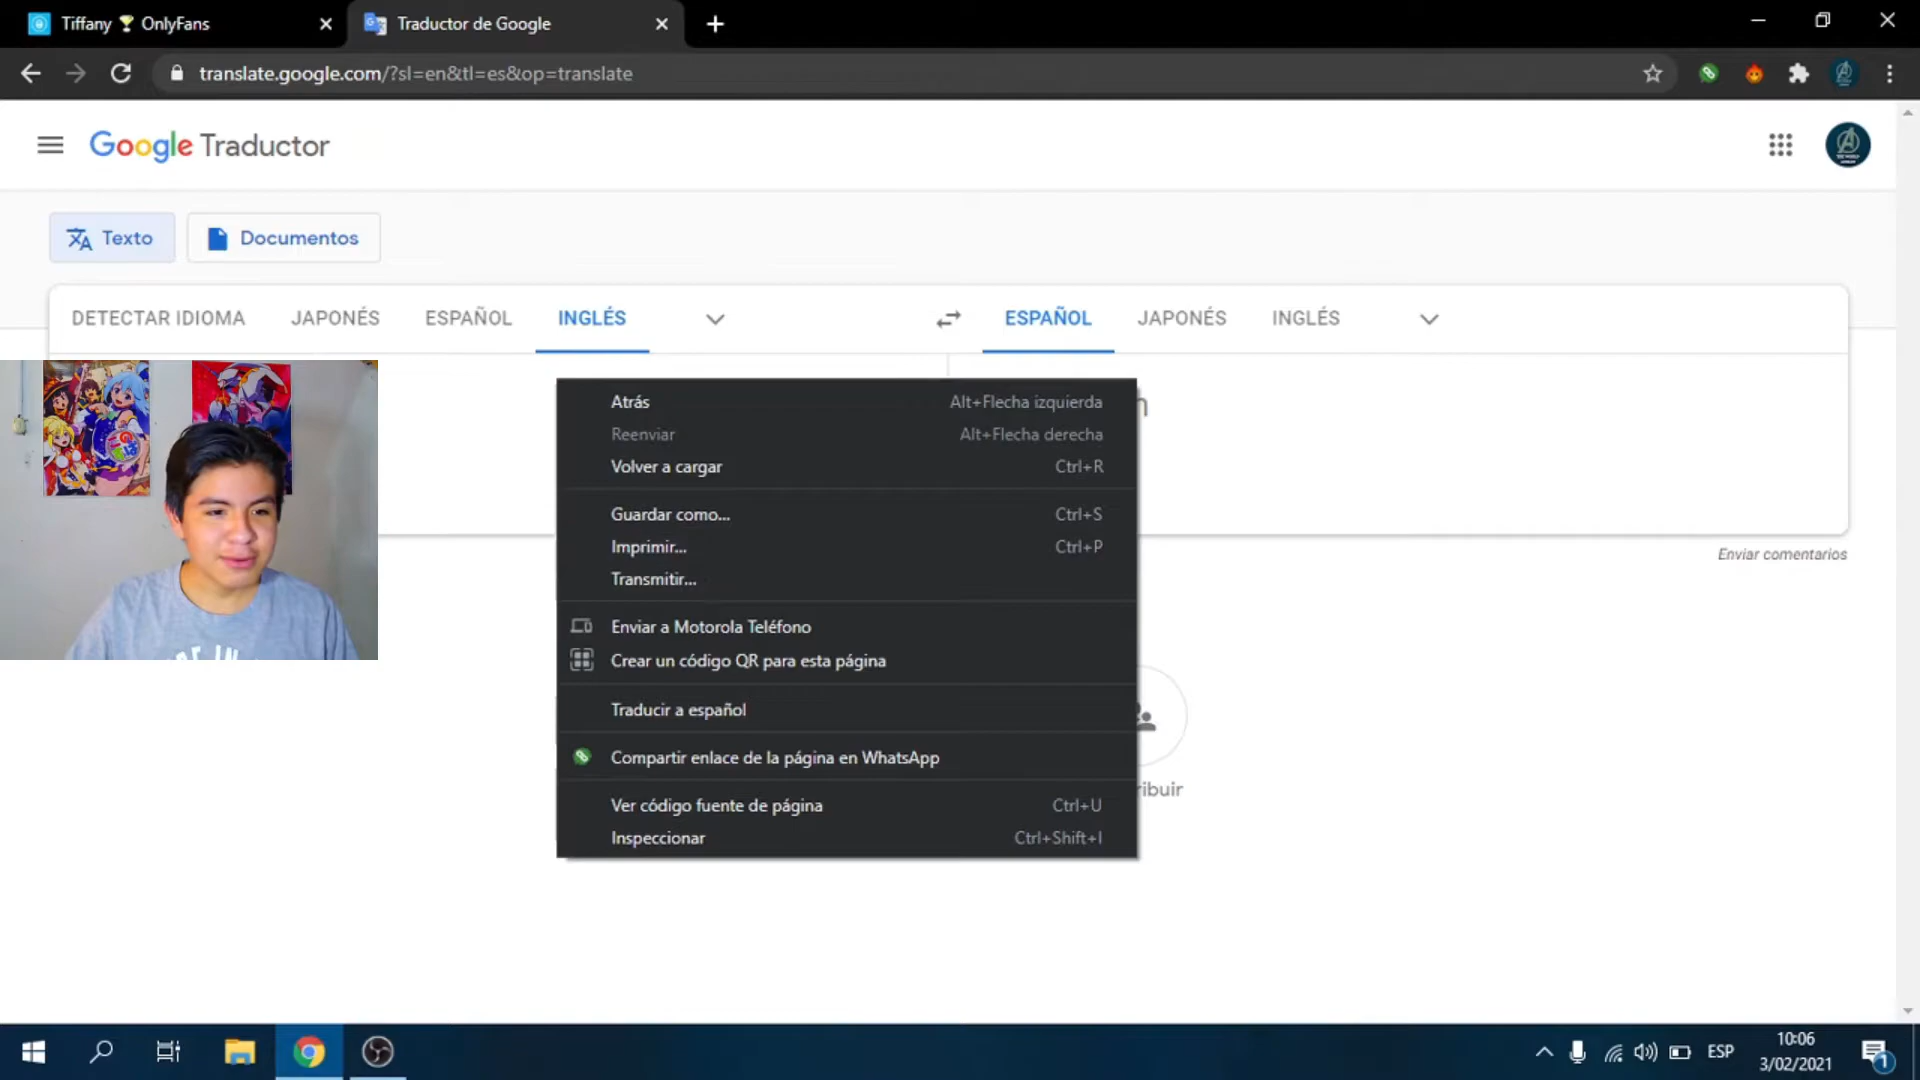 Tiffany 🏆 OnlyFans
Traductor de Google
translate.google.com/?sl=en&tl=es&op=translate
Google Traductor
Texto
Documentos
DETECTAR IDIOMA JAPONÉS ESPAÑOL INGLÉS
ESPAÑOL JAPONÉS INGLÉS
Atrás Alt+Flecha izquierda
Reenviar Alt+Flecha derecha
Volver a cargar Ctrl+R
Guardar como... Ctrl+S
Imprimir... Ctrl+P
Transmitir...
Enviar comentarios
Enviar a Motorola Teléfono
Crear un código QR para esta página
Traducir a español
Compartir enlace de la página en WhatsApp
ribuir
Ver código fuente de página Ctrl+U
Inspeccionar Ctrl+Shift+I
ESP
10:06
3/02/2021
1